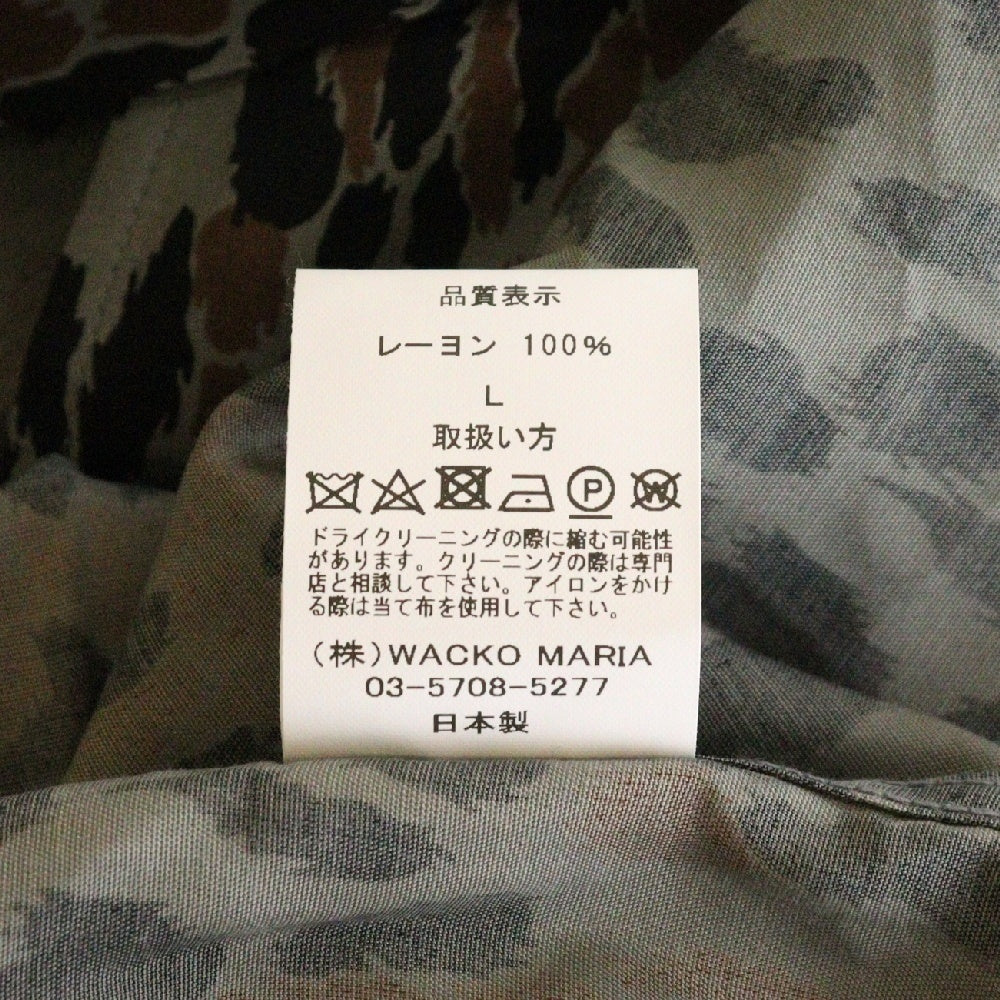 品質表示
レーヨン 100%
L
取扱い方
P W
ドライクリーニングの際に縮む可能性
があります。クリーニングの際は専門
店と相談して下さい。アイロンをかけ
る際は当て布を使用して下さい。
(株)WACKO MARIA
03-5708-5277
日本製